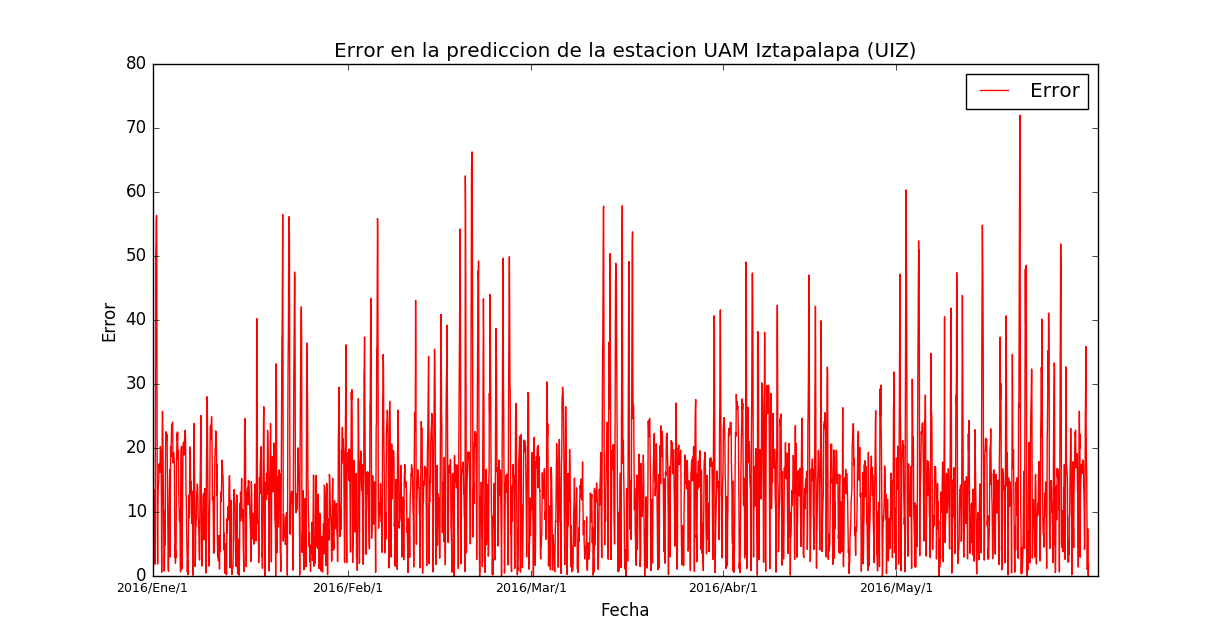 Error en la prediccion de la estacion UAM Iztapalapa (UIZ)
Error
80
70
60
50
40
30
20
10
0
Error
2016/Ene/1 2016/Feb/1 2016/Mar/1 2016/Abr/1 2016/May/1
Fecha